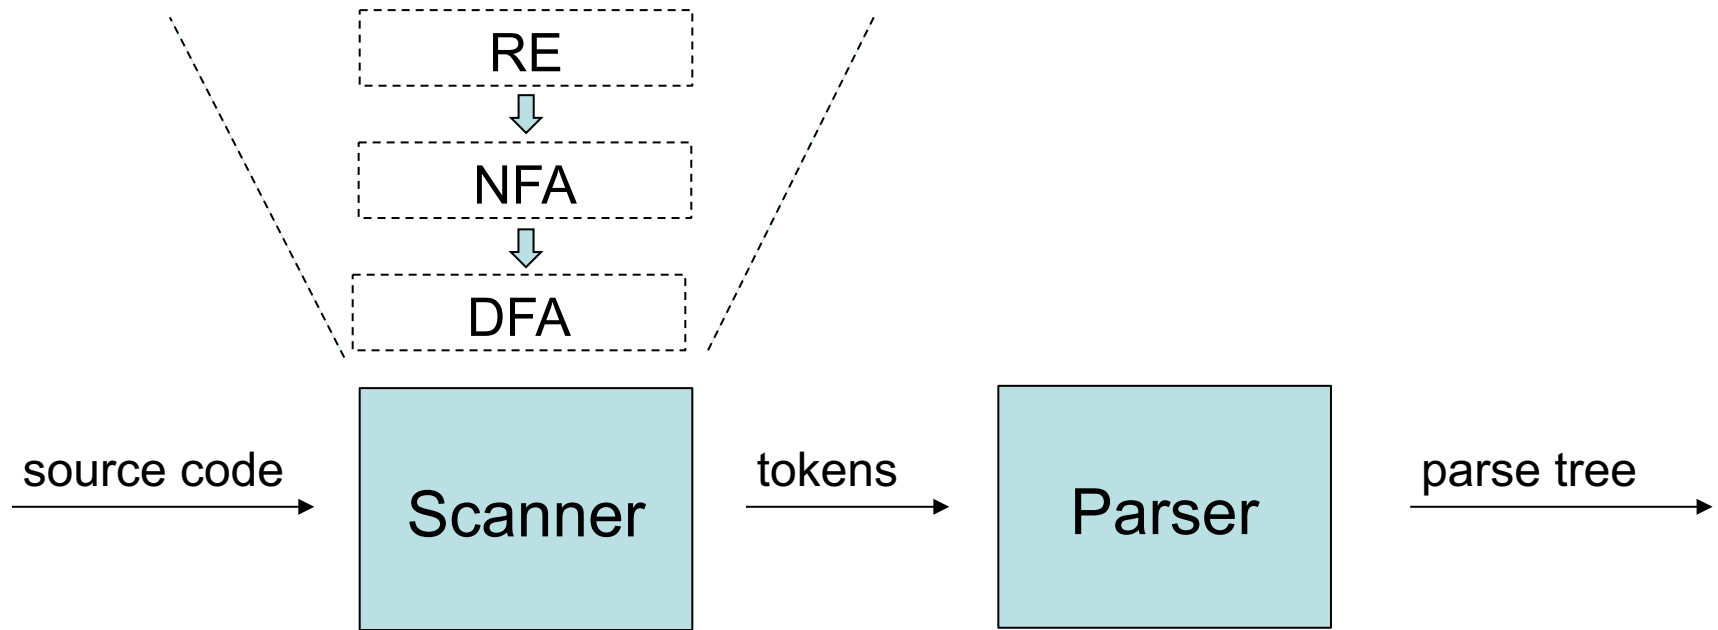 RE
NFA
DFA
source code
Scanner
tokens
Parser
parse tree